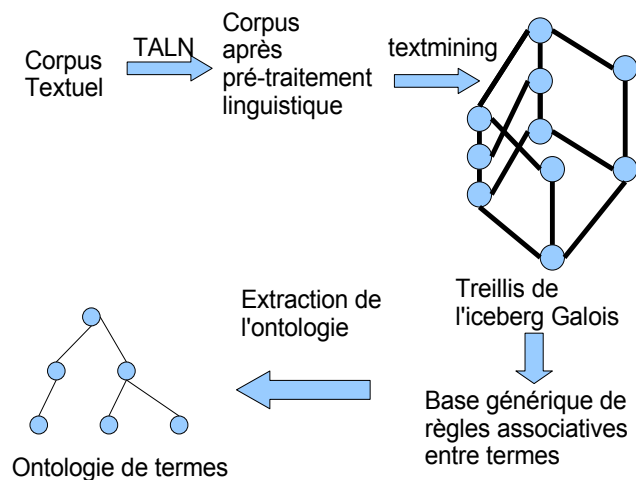 Corpus
Textuel
TALN
Corpus
après
pré-traitement
linguistique
textmining
Treillis de
l'iceberg Galois
Extraction de
l'ontologie
Base générique de
règles associatives
entre termes
Ontologie de termes